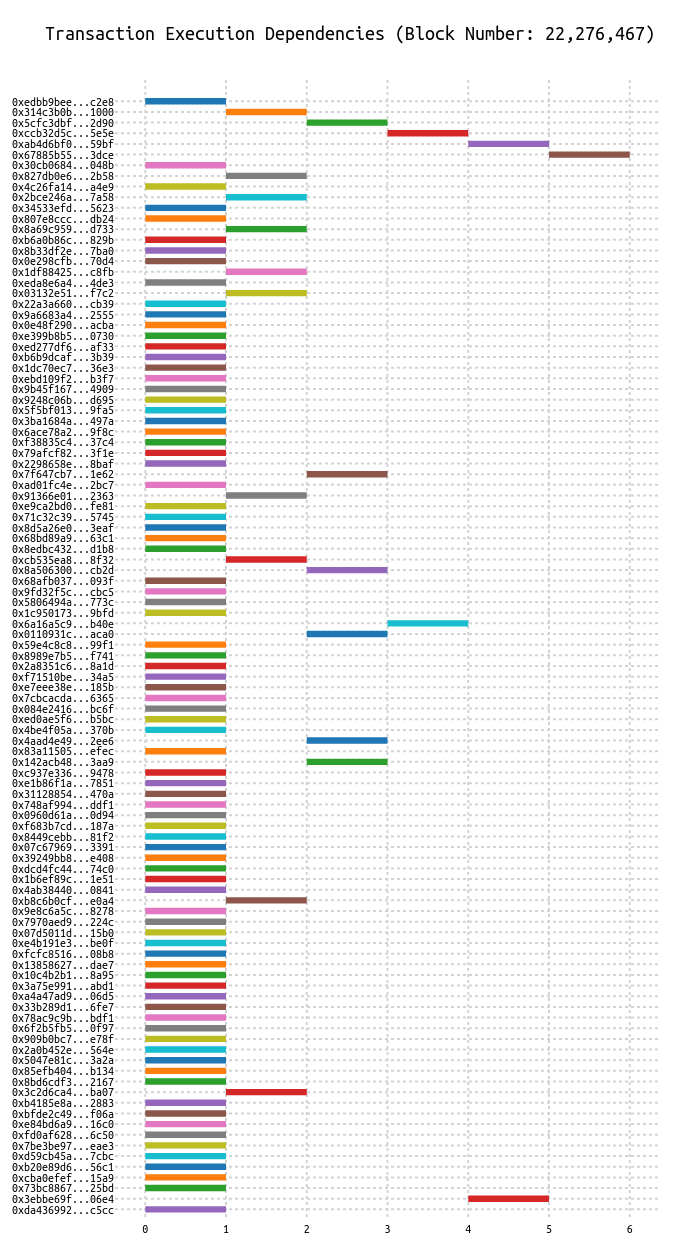 Transaction Execution Dependencies (Block Number: 22,276,467)
0xedbb9bee...c2e8
0x314c3b0b...1000
0x5cfc3dbf...2d90
0xccb32d5c...5e5e
0xab4d6bf0...59bf
0x67885b55...3dce
0x30cb0684...048b
0x827db0e6...2b58
0x4c26fa14...a4e9
0x2bce246a...7a58
0x34533efd...5623
0x807e8ccc...db24
0x8a69c959...d733
0xb6a0b86c...829b
0x8b33df2e...7ba0
0x0e298cfb...70d4
0x1df88425...c8fb
0xeda8e6a4...4de3
0x03132e51...f7c2
0x22a3a660...cb39
0x9a6683a4...2555
0x0e48f290...acba
0xe399b8b5...0730
0xed277df6...af33
0xb6b9dcaf...3b39
0x1dc70ec7...36e3
0xebd109f2...b3f7
0x9b45f167...4909
0x9248c06b...d695
0x5f5bf013...9fa5
0x3ba1684a...497a
0x6ace78a2...9f8c
0xf38835c4...37c4
0x79afcf82...3f1e
0x2298658e...8baf
0x7f647cb7...1e62
0xad01fc4e...2bc7
0x91366e01...2363
0xe9ca2bd0...fe81
0x71c32c39...5745
0x8d5a26e0...3eaf
0x68bd89a9...63c1
0x8edbc432...d1b8
0xcb535ea8...8f32
0x8a506300...cb2d
0x68afb037...093f
0x9fd32f5c...cbc5
0x5806494a...773c
0x1c950173...9bfd
0x6a16a5c9...b40e
0x0110931c...aca0
0x59e4c8c8...99f1
0x8989e7b5...f741
0x2a8351c6...8a1d
0xf71510be...34a5
0xe7eee38e...185b
0x7cbcacda...6365
0x084e2416...bc6f
0xed0ae5f6...b5bc
0x4be4f05a...370b
0x4aad4e49...2ee6
0x83a11505...efec
0x142acb48...3aa9
0xc937e336...9478
0xe1b86f1a...7851
0x31128854...470a
0x748af994...ddf1
0x0960d61a...0d94
0xf683b7cd...187a
0x8449cebb...81f2
0x07c67969...3391
0x39249bb8...e408
0xdcd4fc44...74c0
0x1b6ef89c...1e51
0x4ab38440...0841
0xb8c6b0cf...e0a4
0x9e8c6a5c...8278
0x7970aed9...224c
0x07d5011d...15b0
0xe4b191e3...be0f
0xfcfc8516...08b8
0x13858627...dae7
0x10c4b2b1...8a95
0x3a75e991...abd1
0xa4a47ad9...06d5
0x33b289d1...6fe7
0x78ac9c9b...bdf1
0x6f2b5fb5...0f97
0x909b0bc7...e78f
0x2a0b452e...564e
0x5047e81c...3a2a
0x85efb404...b134
0x8bd6cdf3...2167
0x3c2d6ca4...ba07
0xb4185e8a...2883
0xbfde2c49...f06a
0xe84bd6a9...16c0
0xfd0af628...6c50
0x7be3be97...eae3
0xd59cb45a...7cbc
0xb20e89d6...56c1
0xcba0efef...15a9
0x73bc8867...25bd
0x3ebbe69f...06e4
0xda436992...c5cc
0 1 2 3 4 5 6